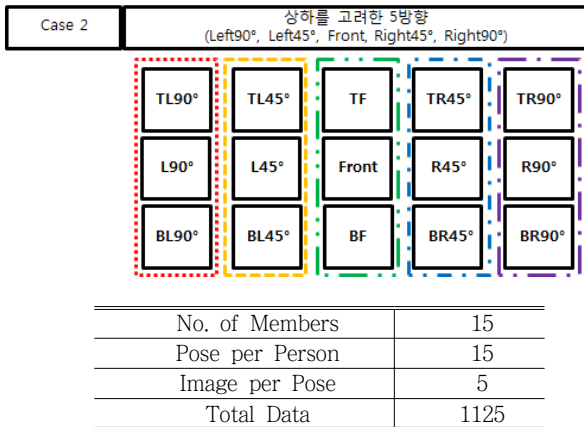 Case 2
상하를 고려한 5방향
(Left90°, Left45°, Front, Right45°, Right90°)
TL90° TL45° TF TR45° TR90°
L90° L45° Front R45° R90°
BL90° BL45° BF BR45° BR90°
No. of Members 15
Pose per Person 15
Image per Pose 5
Total Data 1125